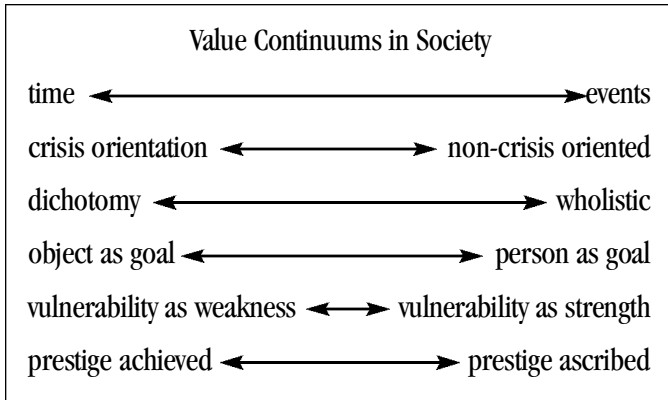 Value Continuums in Society
time events
crisis orientation non-crisis oriented
dichotomy wholistic
object as goal person as goal
vulnerability as weakness vulnerability as strength
prestige achieved prestige ascribed